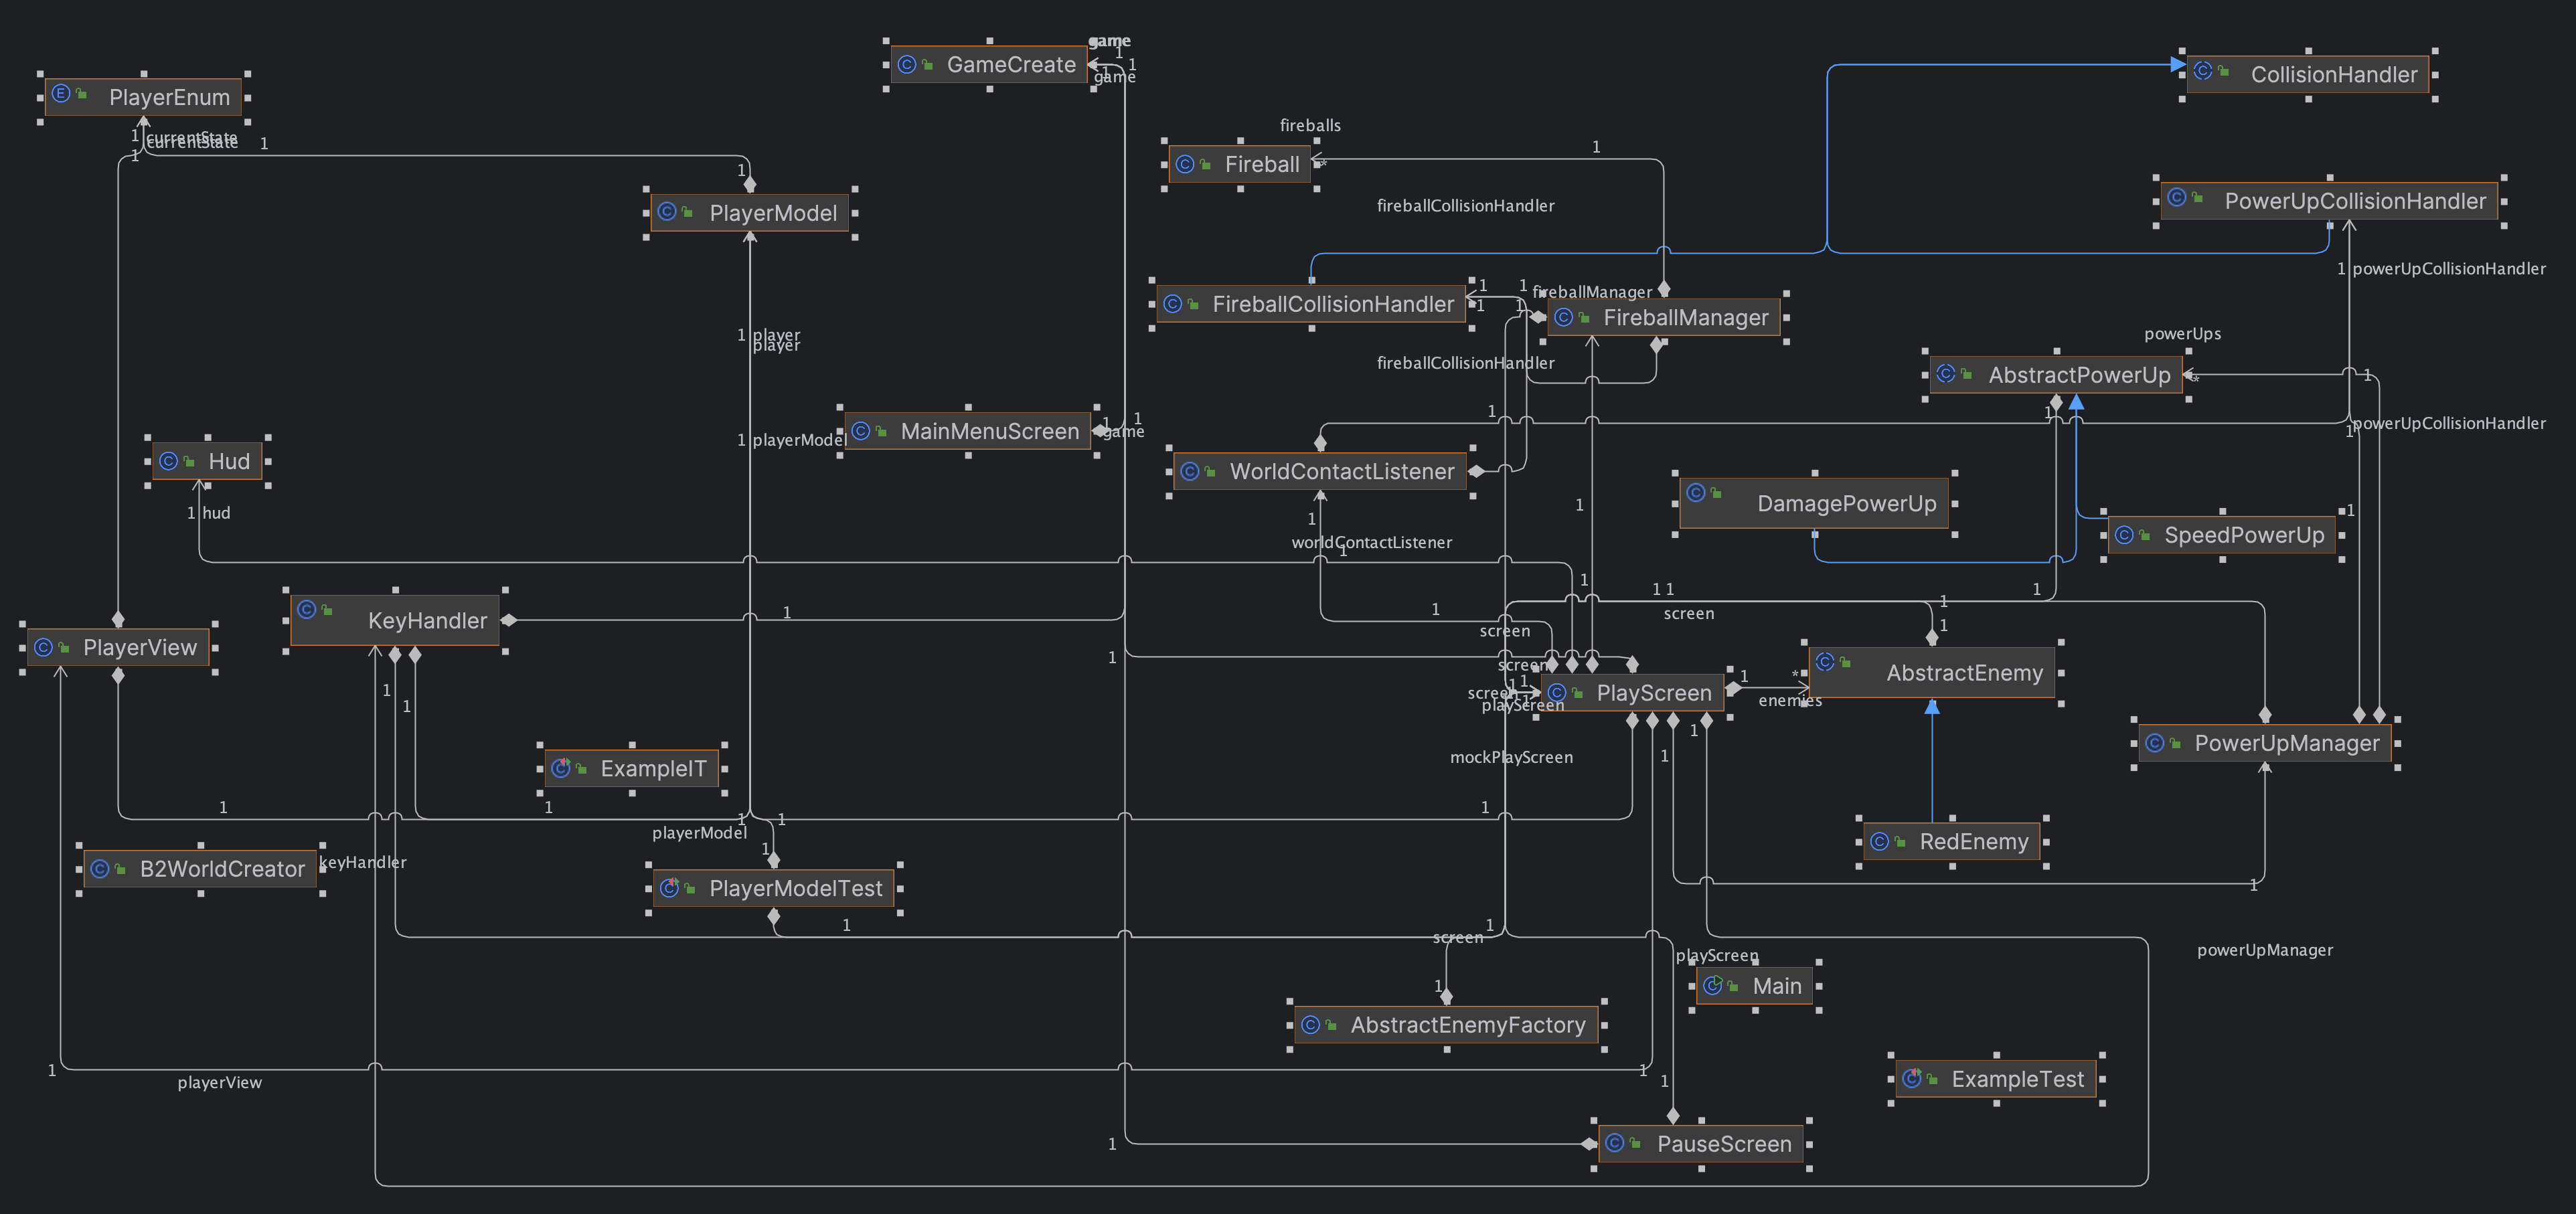 game
1
game
1
GameCreate
CollisionHandler
PlayerEnum
1
currentState
currentState
1
1
fireballs
Fireball
*
1
1
PlayerModel
fireballCollisionHandler
PowerUpCollisionHandler
1
powerUpCollisionHandler
FireballCollisionHandler
1
1
1
1
fireballManager
FireballManager
1
player
player
powerUps
AbstractPowerUp
*
1
fireballCollisionHandler
1
playerModel
MainMenuScreen
1
game
1
1
1
1
powerUpCollisionHandler
Hud
1
hud
WorldContactListener
1
worldContactListener
1
1
DamagePowerUp
SpeedPowerUp
1
1
1
1
1
screen
1
1
KeyHandler
1
1
screen
PlayerView
1
screen
screen
1
1
1
playScreen
PlayScreen
1
*
enemies
AbstractEnemy
1
1
1
1
mockPlayScreen
PowerUpManager
ExampleIT
1
1
1
1
1
playerModel
1
RedEnemy
B2WorldCreator
keyHandler
PlayerModelTest
1
1
1
screen
playScreen
powerUpManager
1
Main
AbstractEnemyFactory
1
playerView
1
1
ExampleTest
1
PauseScreen